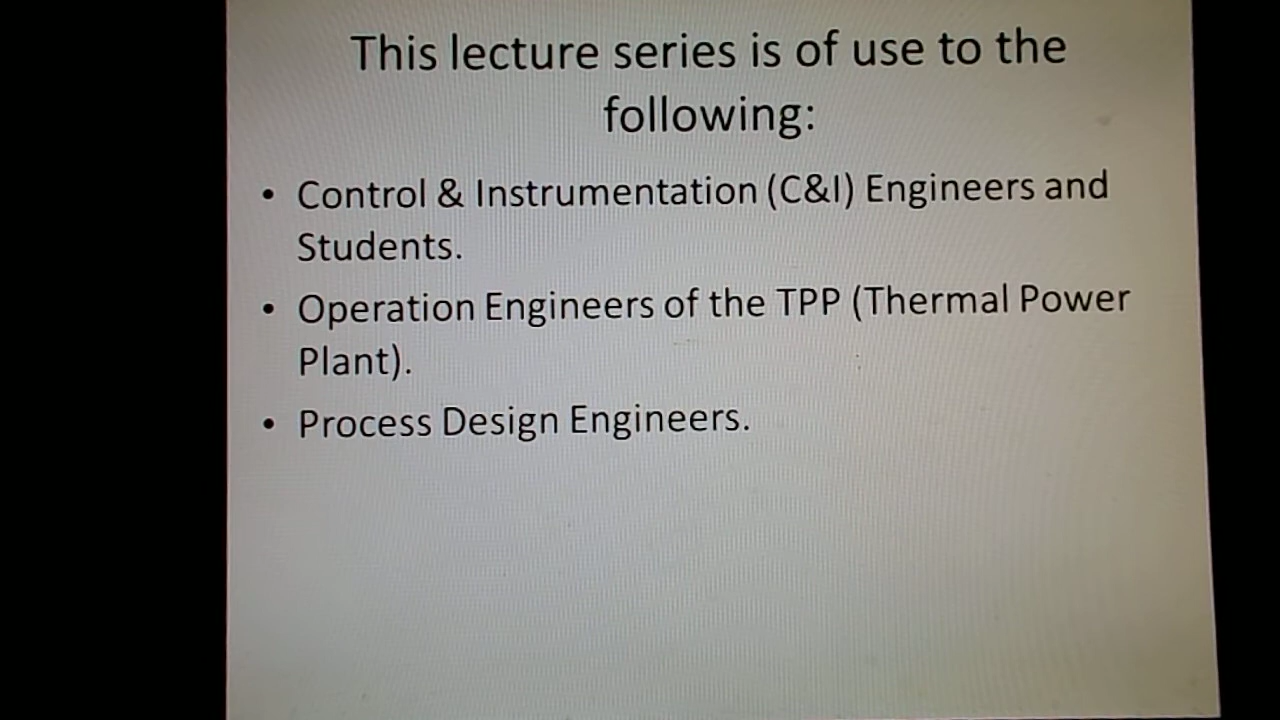 This lecture series is of use to the
following:
• Control & Instrumentation (C&I) Engineers and
Students.
• Operation Engineers of the TPP (Thermal Power
Plant).
• Process Design Engineers.